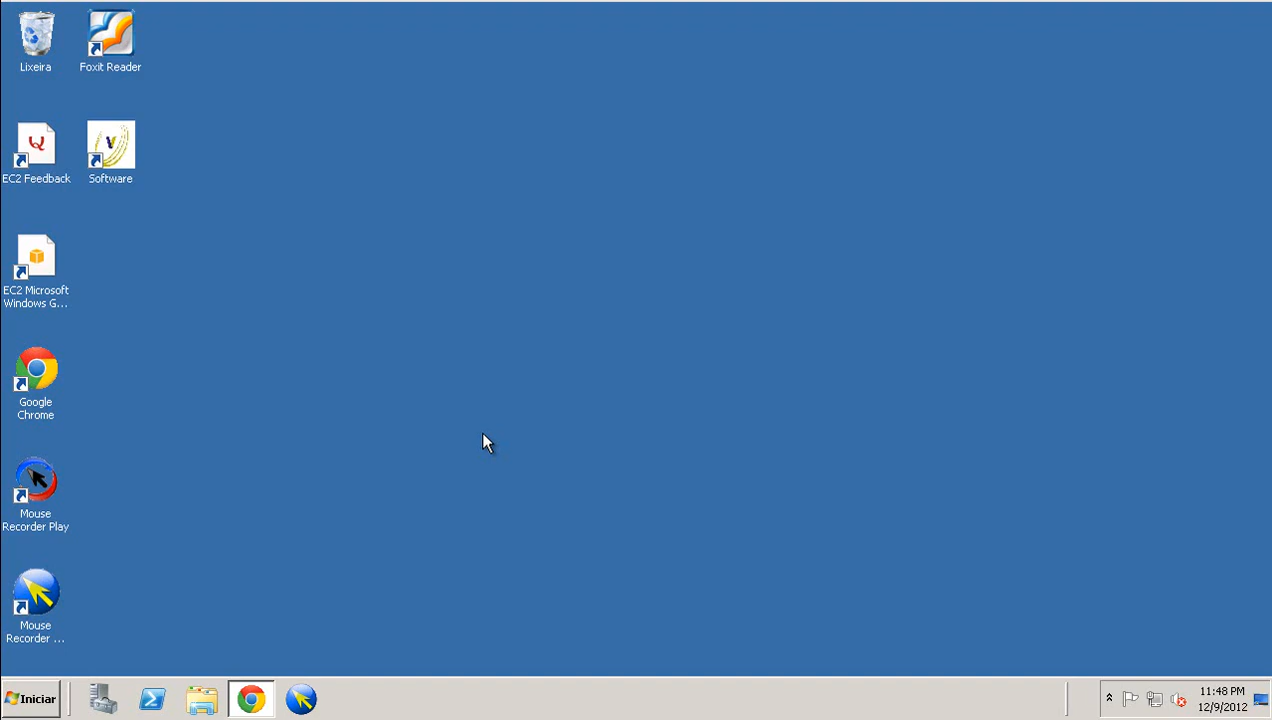 Lixeira
Foxit Reader
EC2 Feedback
Software
EC2 Microsoft
Windows G...
Google
Chrome
Mouse
Recorder Play
Mouse
Recorder ...
Iniciar
11:48 PM
12/9/2012